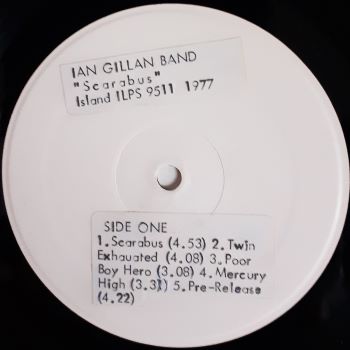 IAN GILLAN BAND
"Scarabus"
Island ILPS 9511 1977
SIDE ONE
1.Scarabus (4.53) 2.Twin
Exhauated (4.08) 3.Poor
Boy Hero (3.08) 4.Mercury
High (3.31) 5.Pre-Release
(4.22)